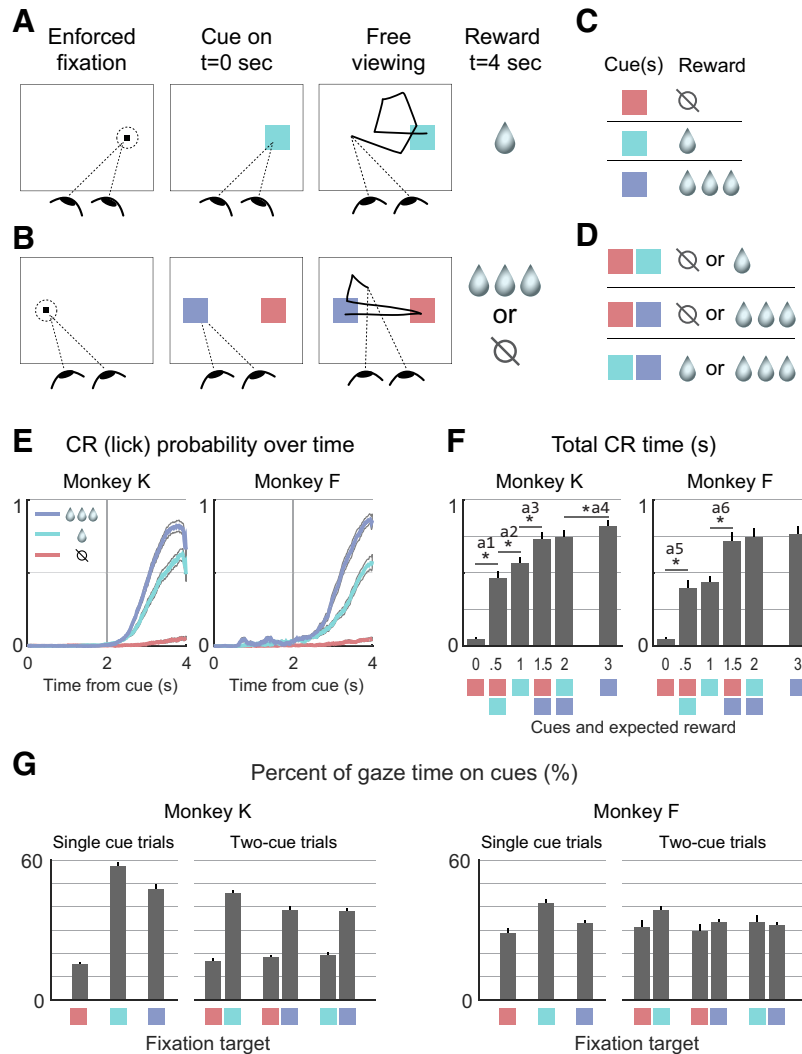 A
Enforced fixation
Cue on t=0 sec
Free viewing
Reward t=4 sec
B
or
C
Cue(s) Reward
D
or
or
or
E CR (lick) probability over time
Monkey K Monkey F
1
0
0 2 4 0 2 4
Time from cue (s) Time from cue (s)
F Total CR time (s)
Monkey K Monkey F
1
0
a1
*
a2
*
a3
*
*a4
a5
*
a6
*
0 .5 1 1.5 2 3 0 .5 1 1.5 2 3
Cues and expected reward
G Percent of gaze time on cues (%)
Monkey K Monkey F
Single cue trials Two-cue trials Single cue trials Two-cue trials
60 60
0 0
Fixation target Fixation target